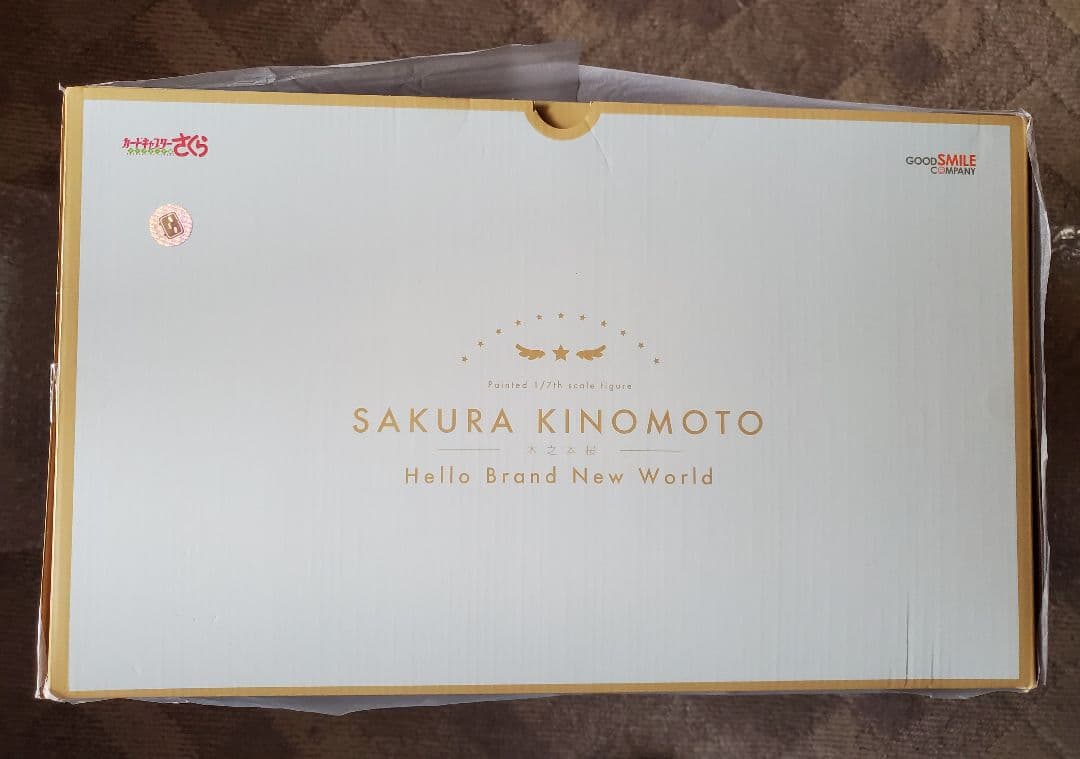 カードキャプターさくら
GOOD SMILE
COMPANY
Painted 1/7th scale figure
SAKURA KINOMOTO
木之本桜
Hello Brand New World